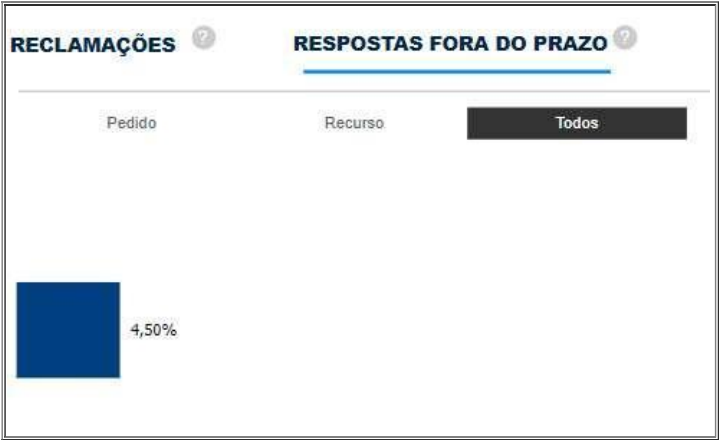 RECLAMAÇÕES ? RESPOSTAS FORA DO PRAZO ?
Pedido Recurso Todos
4,50%